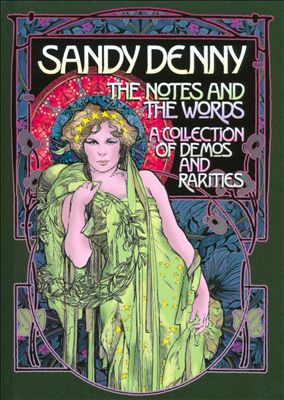 SANDY DENNY
THE NOTES AND
THE WORDS
A COLLECTION
OF DEMOS
AND
RARITIES